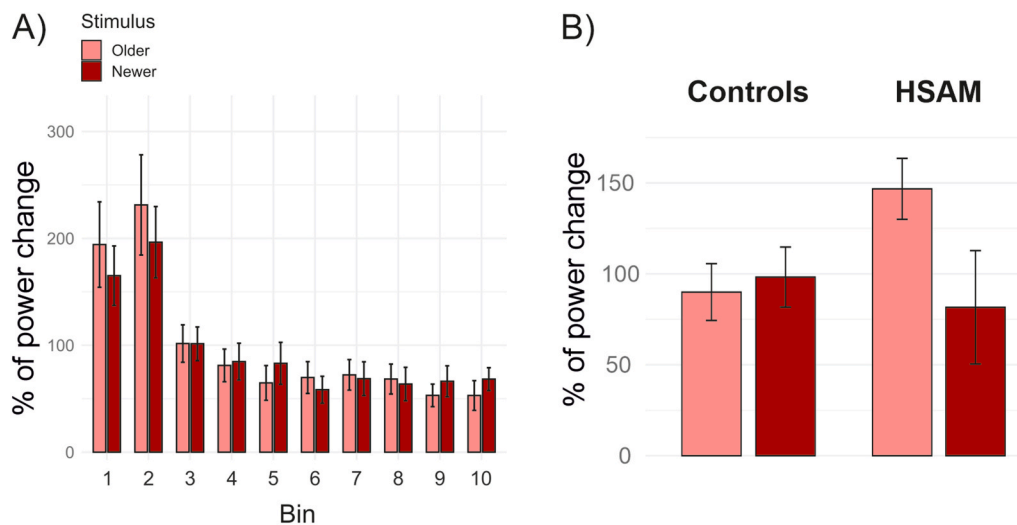 A)
Stimulus
Older
Newer
% of power change
300
200
100
0
1 2 3 4 5 6 7 8 9 10
Bin
B)
Controls HSAM
% of power change
150
100
50
0